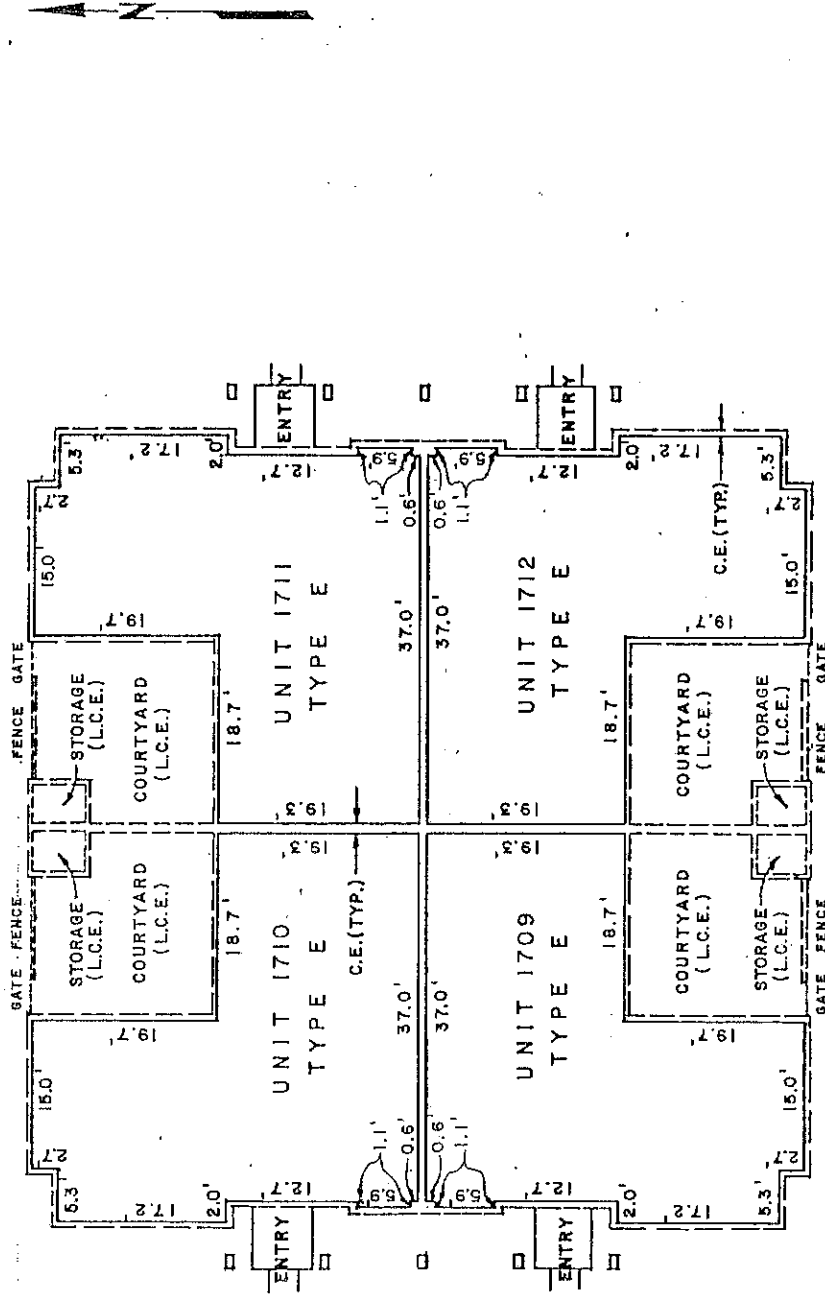 N
GATE FENCE
FENCE GATE
STORAGE
(L.C.E.)
STORAGE
(L.C.E.)
COURTYARD
(L.C.E.)
COURTYARD
(L.C.E.)
15.0'
2.7'
5.3'
17.2'
2.0'
19.7'
18.7'
12.7'
ENTRY
UNIT 1710
TYPE E
19.3'
C.E.(TYP.)
37.0'
1.1'
5.9'
0.6'
15.0'
2.7'
5.3'
17.2'
2.0'
19.7'
18.7'
12.7'
ENTRY
UNIT 1711
TYPE E
19.3'
37.0'
1.1'
5.9'
0.6'
37.0'
0.6'
1.1'
5.9'
12.7'
ENTRY
UNIT 1709
TYPE E
19.3'
18.7'
19.7'
2.0'
17.2'
5.3'
2.7'
15.0'
37.0'
0.6'
1.1'
5.9'
12.7'
ENTRY
UNIT 1712
TYPE E
19.3'
18.7'
19.7'
2.0'
17.2'
5.3'
2.7'
15.0'
C.E.(TYP.)
COURTYARD
(L.C.E.)
COURTYARD
(L.C.E.)
STORAGE
(L.C.E.)
STORAGE
(L.C.E.)
GATE FENCE
FENCE GATE